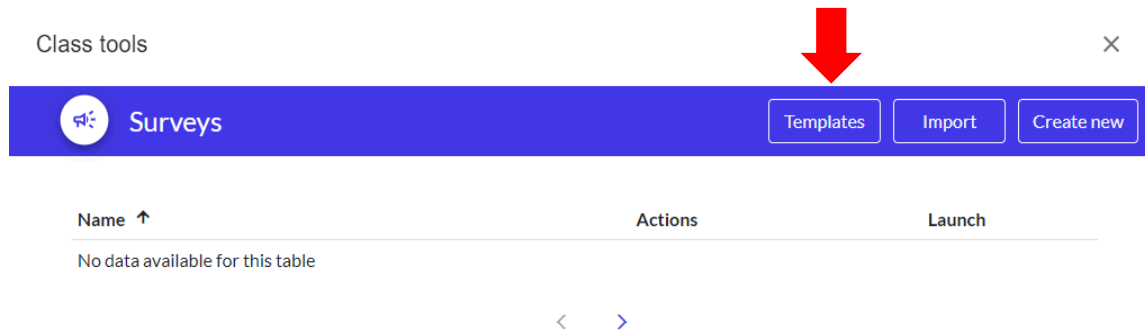 Class tools
Surveys Templates Import Create new
Name Actions Launch
No data available for this table